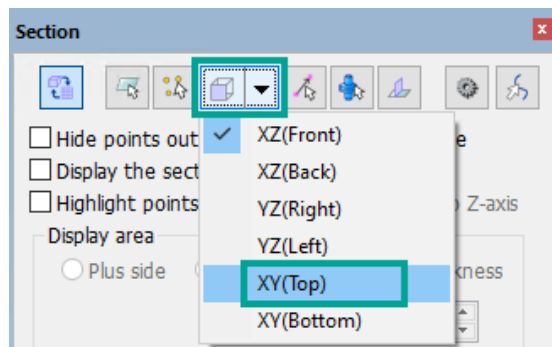 Section
Hide points out
e
Display the sect
Highlight points
Z-axis
Display area
Plus side
kness
XZ(Front)
XZ(Back)
YZ(Right)
YZ(Left)
XY(Top)
XY(Bottom)